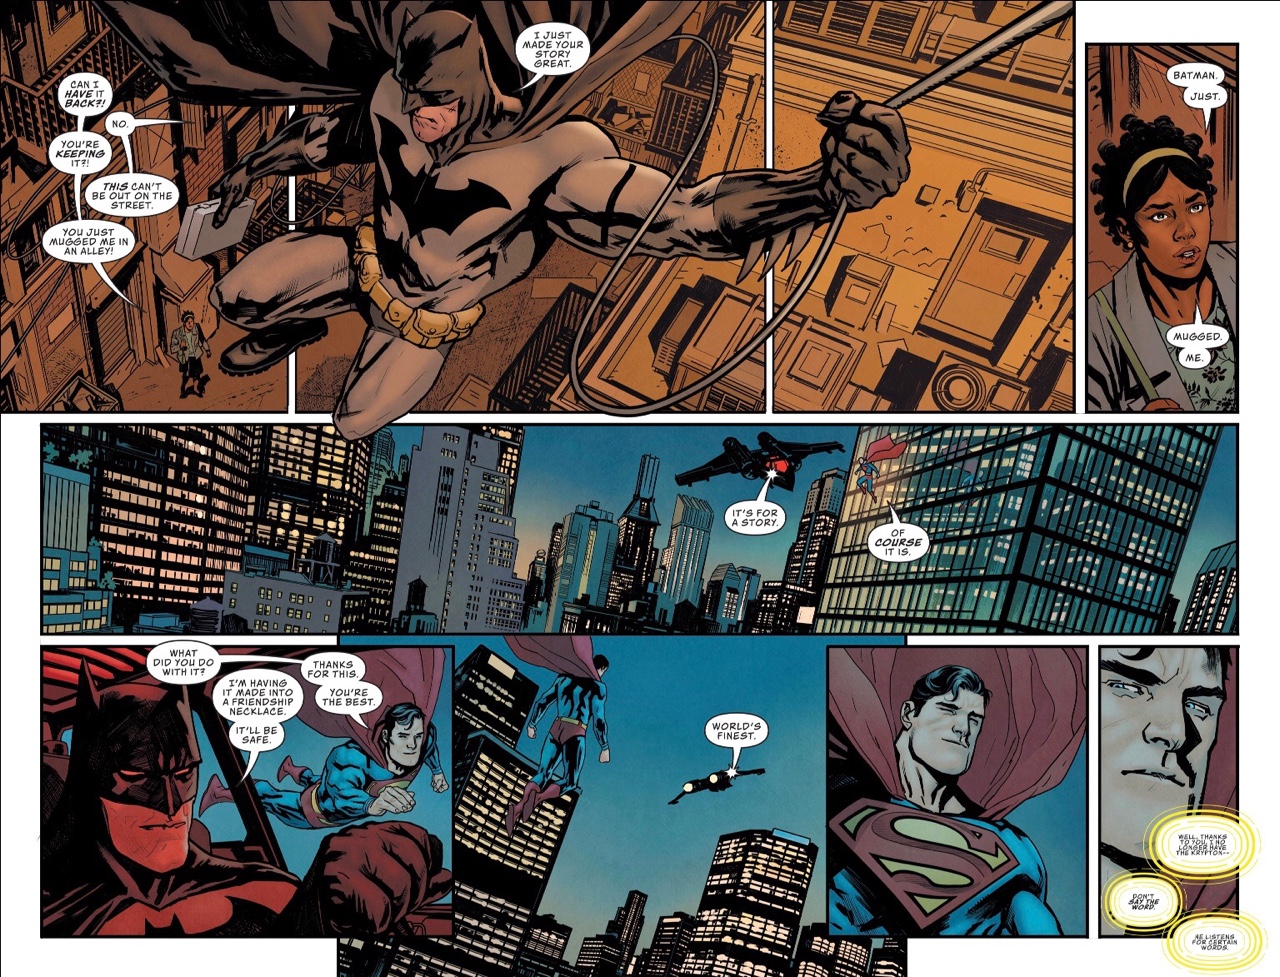 CAN I
HAVE IT
BACK?!
NO.
YOU'RE
KEEPING
IT?!
THIS CAN'T
BE OUT ON THE
STREET.
YOU JUST
MUGGED ME IN
AN ALLEY!
I JUST
MADE YOUR
STORY
GREAT.
BATMAN.
JUST.
MUGGED.
ME.
IT'S FOR
A STORY.
OF
COURSE
IT IS.
WHAT
DID YOU DO
WITH IT?
I'M HAVING
IT MADE INTO
A FRIENDSHIP
NECKLACE.
IT'LL BE
SAFE.
THANKS
FOR THIS.
YOU'RE
THE BEST.
WORLD'S
FINEST.
WELL, THANKS
TO YOU, I NO
LONGER HAVE
THE KRYPTON--
DON'T
SAY THE
WORD.
HE LISTENS
FOR CERTAIN
WORDS.